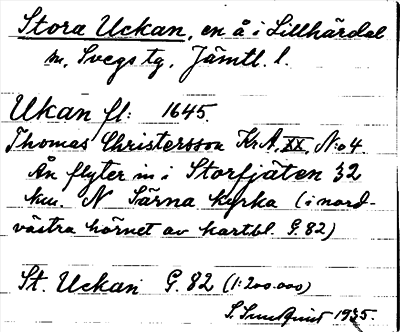 Stora Uckan, en å i Lillhärdal
sn, Svegs tg, Jämtl. l.
Ukan fl: 1645.
Thomas Christersson Kr.A. XX, N:o 4.
Ån flyter in i Storfjäten 32
km. N Särna kyrka (i nord-
västra hörnet av kartbl. G.82)
St. Uckan G. 82 (1:200.000)
1935.